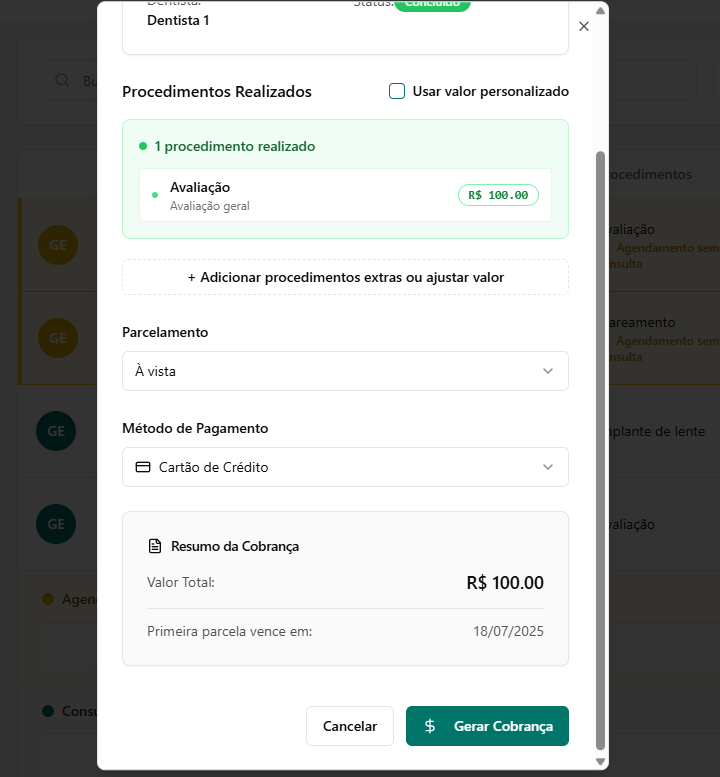 Dentista:
Status: Concluído
Dentista 1
Bu
Procedimentos Realizados
Usar valor personalizado
1 procedimento realizado
Avaliação
Avaliação geral
R$ 100.00
+ Adicionar procedimentos extras ou ajustar valor
Parcelamento
À vista
Método de Pagamento
Cartão de Crédito
Resumo da Cobrança
Valor Total:
R$ 100.00
Primeira parcela vence em:
18/07/2025
Cancelar
$ Gerar Cobrança
GE
GE
GE
GE
Agen
Consu
ocedimentos
valiação
Agendamento sem
nsulta
areamento
Agendamento sem
nsulta
nplante de lente
valiação